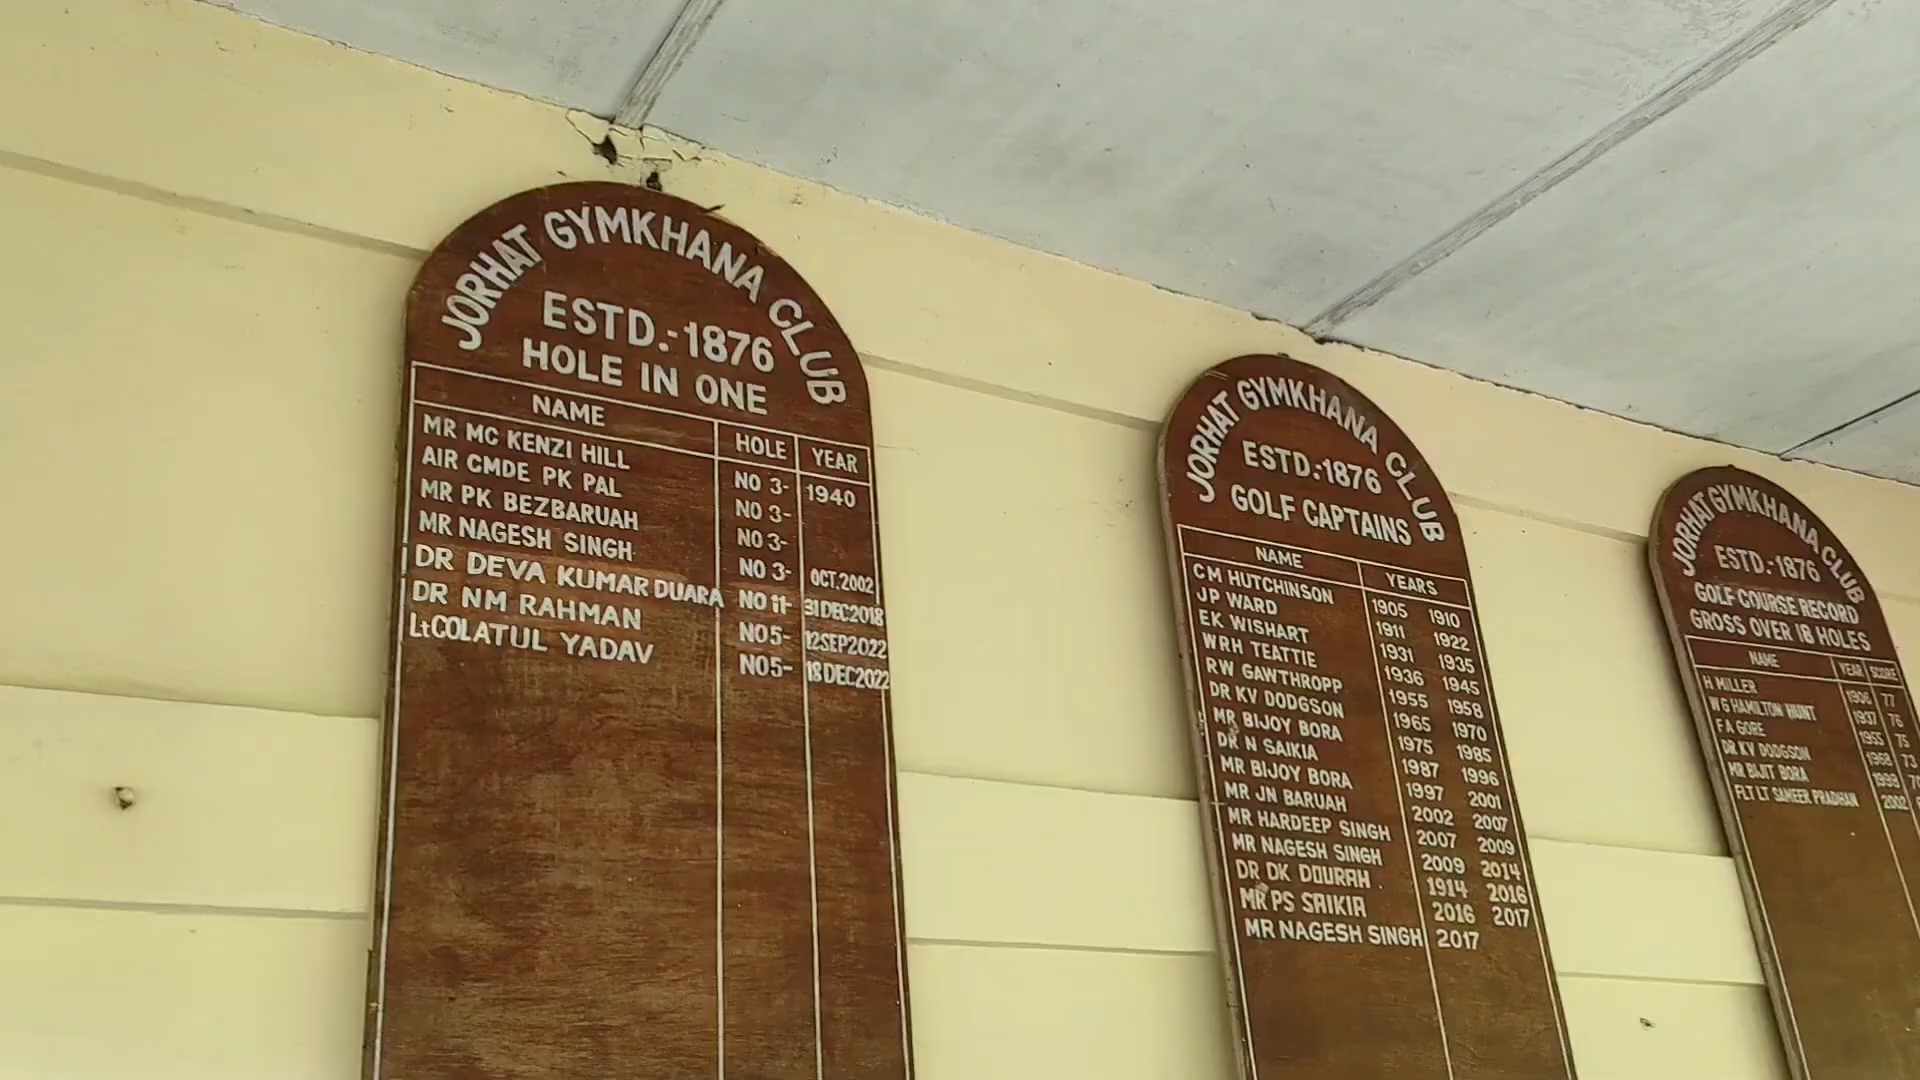 JORHAT GYMKHANA CLUB
ESTD.-1876
HOLE IN ONE
NAME HOLE YEAR
MR MC KENZI HILL NO 3- 1940
AIR CMDE PK PAL NO 3-
MR PK BEZBARUAH NO 3-
MR NAGESH SINGH NO 3- OCT.2002
DR DEVA KUMAR DUARA NO 11- 31DEC2018
DR NM RAHMAN NO5- 12SEP2022
LtCOLATUL YADAV NO5- 18DEC2022
JORHAT GYMKHANA CLUB
ESTD.-1876
GOLF CAPTAINS
NAME YEARS
CM HUTCHINSON 1905 1910
JP WARD 1911 1922
EK WISHART 1931 1935
WRH TEATTIE 1936 1945
RW GAWTHROPP 1955 1958
DR KV DODGSON 1965 1970
MR BIJOY BORA 1975 1985
DR N SAIKIA 1987 1996
MR BIJOY BORA 1997 2001
MR JN BARUAH 2002 2007
MR HARDEEP SINGH 2007 2009
MR NAGESH SINGH 2009 2014
DR DK DOURAH 1914 2016
MR PS SAIKIA 2016 2017
MR NAGESH SINGH 2017
JORHAT GYMKHANA CLUB
ESTD.-1876
GOLF COURSE RECORD
GROSS OVER 18 HOLES
NAME YEAR SCORE
H MILLER 1906 77
W G HAMILTON HUNT 1937 76
F A GORE 1955 75
DR KV DODGSON 1968 73
MR BIJIT BORA 1999
FLT LT SAMEER PRADHAN 2002